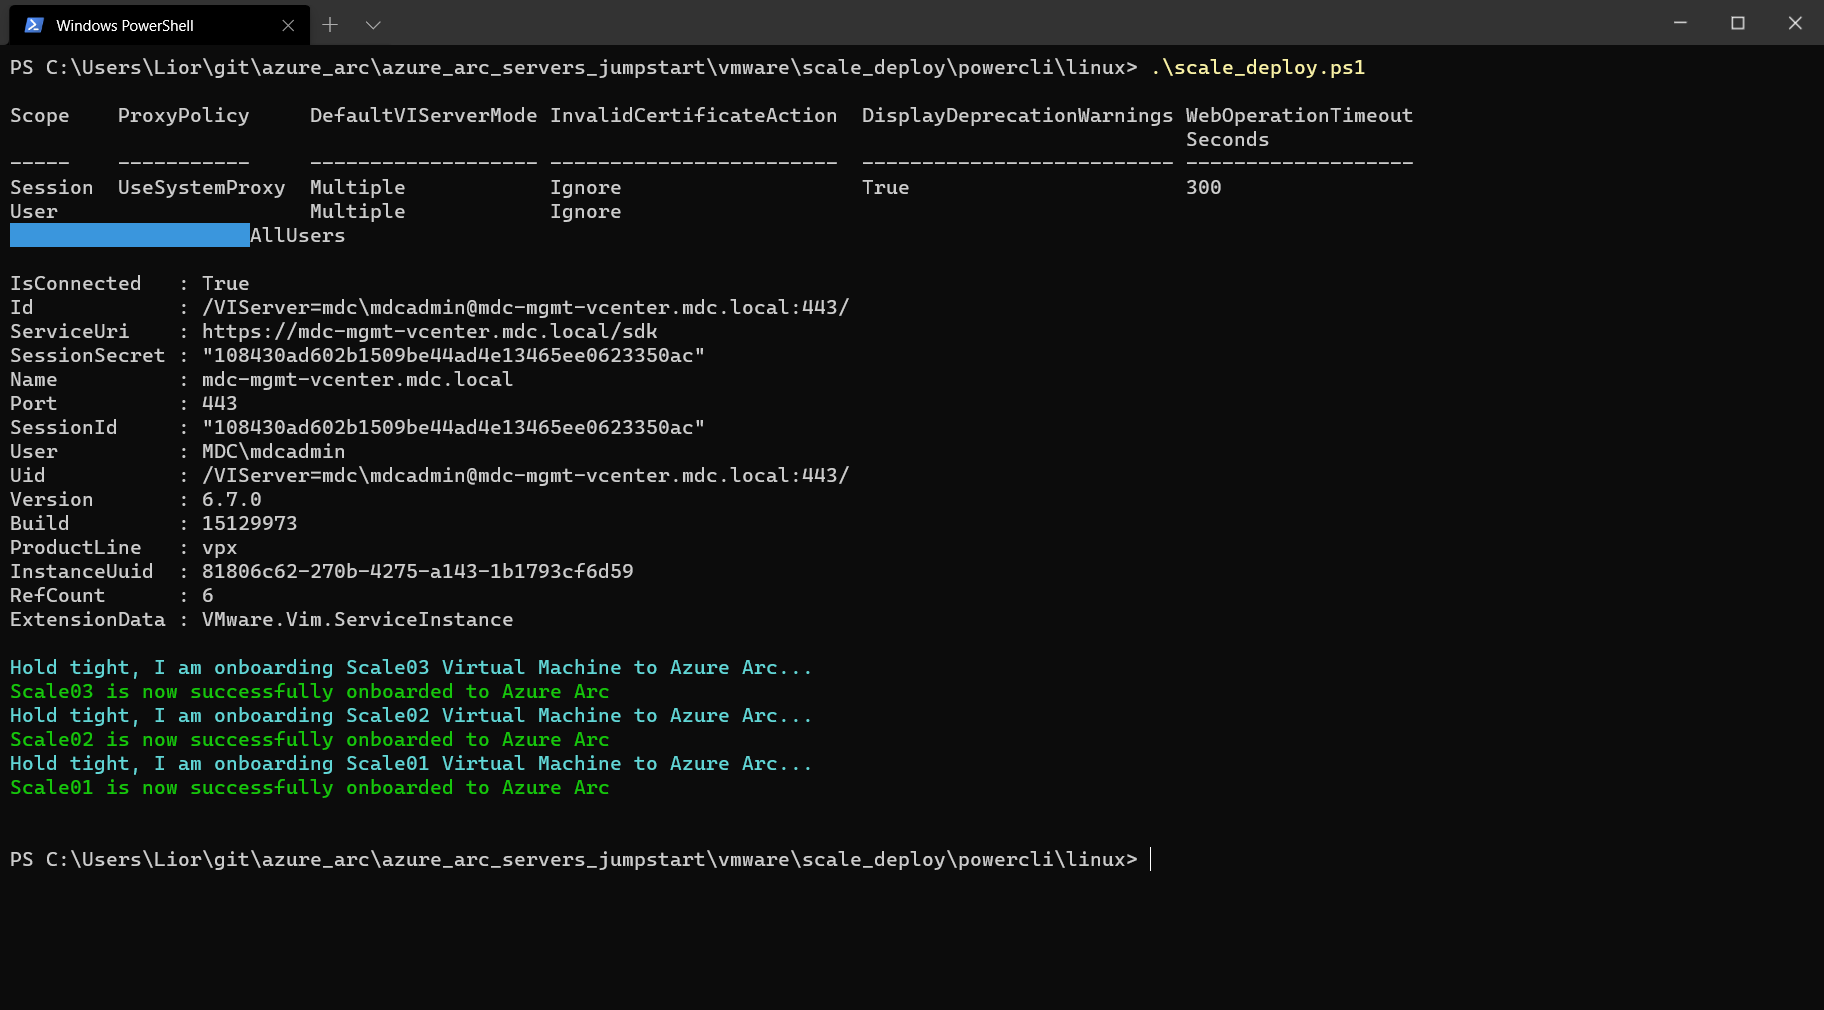 Windows PowerShell
PS C:\Users\Lior\git\azure_arc\azure_arc_servers_jumpstart\vmware\scale_deploy\powercli\linux> .\scale_deploy.ps1
Scope    ProxyPolicy     DefaultVIServerMode InvalidCertificateAction  DisplayDeprecationWarnings WebOperationTimeout
Seconds
-----    -----------     ------------------- ------------------------  -------------------------- -------------------
Session  UseSystemProxy  Multiple            Ignore                    True                       300
User                     Multiple            Ignore
AllUsers
IsConnected   : True
Id            : /VIServer=mdc\mdcadmin@mdc-mgmt-vcenter.mdc.local:443/
ServiceUri    : https://mdc-mgmt-vcenter.mdc.local/sdk
SessionSecret : "108430ad602b1509be44ad4e13465ee0623350ac"
Name          : mdc-mgmt-vcenter.mdc.local
Port          : 443
SessionId     : "108430ad602b1509be44ad4e13465ee0623350ac"
User          : MDC\mdcadmin
Uid           : /VIServer=mdc\mdcadmin@mdc-mgmt-vcenter.mdc.local:443/
Version       : 6.7.0
Build         : 15129973
ProductLine   : vpx
InstanceUuid  : 81806c62-270b-4275-a143-1b1793cf6d59
RefCount      : 6
ExtensionData : VMware.Vim.ServiceInstance
Hold tight, I am onboarding Scale03 Virtual Machine to Azure Arc...
Scale03 is now successfully onboarded to Azure Arc
Hold tight, I am onboarding Scale02 Virtual Machine to Azure Arc...
Scale02 is now successfully onboarded to Azure Arc
Hold tight, I am onboarding Scale01 Virtual Machine to Azure Arc...
Scale01 is now successfully onboarded to Azure Arc
PS C:\Users\Lior\git\azure_arc\azure_arc_servers_jumpstart\vmware\scale_deploy\powercli\linux>